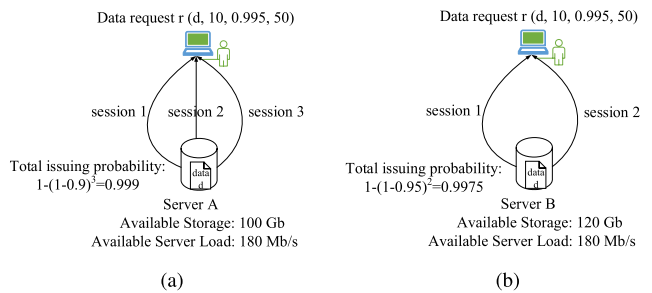 Data request r (d, 10, 0.995, 50)
session 1
session 2
session 3
Total issuing probability:
1-(1-0.9)³=0.999
data
d
Server A
Available Storage: 100 Gb
Available Server Load: 180 Mb/s
(a)
Data request r (d, 10, 0.995, 50)
session 1
session 2
Total issuing probability:
1-(1-0.95)²=0.9975
data
d
Server B
Available Storage: 120 Gb
Available Server Load: 180 Mb/s
(b)